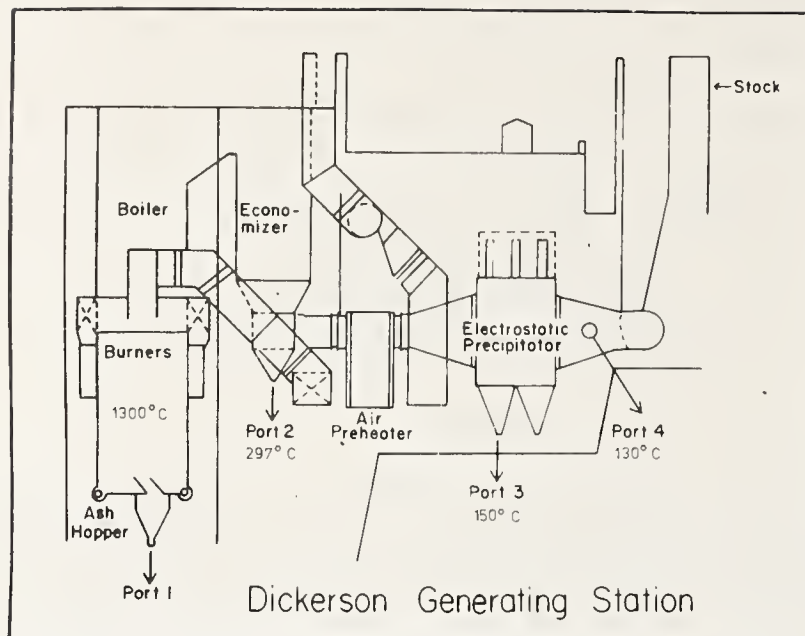 ←Stack
Boiler
Econo-
mizer
Burners
1300°C
Electrostatic
Precipitator
Port 2
297° C
Air
Preheater
Port 4
130° C
Port 3
150° C
Ash
Hopper
Port 1
Dickerson Generating Station